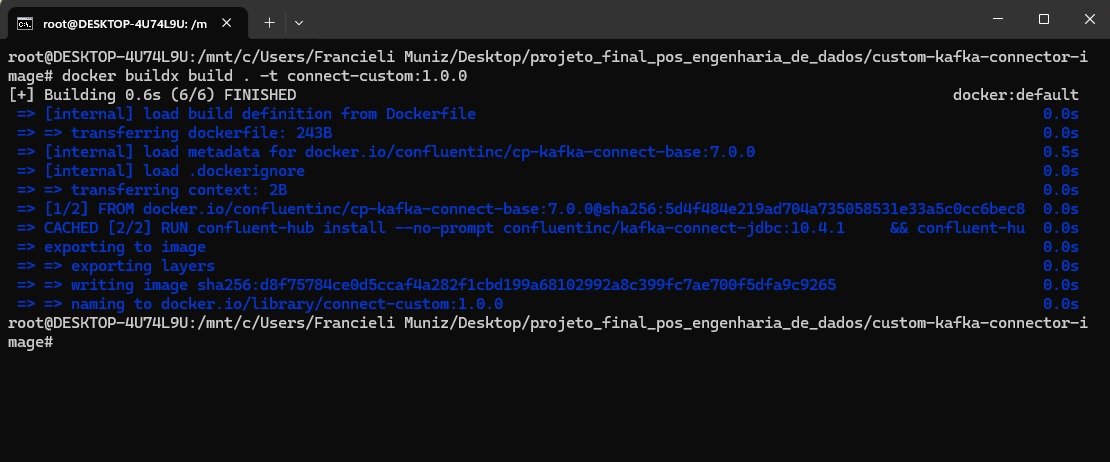 root@DESKTOP-4U74L9U: /m
root@DESKTOP-4U74L9U:/mnt/c/Users/Francieli Muniz/Desktop/projeto_final_pos_engenharia_de_dados/custom-kafka-connector-i
mage# docker buildx build . -t connect-custom:1.0.0
[+] Building 0.6s (6/6) FINISHED docker:default
=> [internal] load build definition from Dockerfile 0.0s
=> => transferring dockerfile: 243B 0.0s
=> [internal] load metadata for docker.io/confluentinc/cp-kafka-connect-base:7.0.0 0.5s
=> [internal] load .dockerignore 0.0s
=> => transferring context: 2B 0.0s
=> [1/2] FROM docker.io/confluentinc/cp-kafka-connect-base:7.0.0@sha256:5d4f484e219ad704a735058531e33a5c0cc6bec8 0.0s
=> CACHED [2/2] RUN confluent-hub install --no-prompt confluentinc/kafka-connect-jdbc:10.4.1 && confluent-hu 0.0s
=> exporting to image 0.0s
=> => exporting layers 0.0s
=> => writing image sha256:d8f75784ce0d5ccaf4a282f1cbd199a68102992a8c399fc7ae700f5dfa9c9265 0.0s
=> => naming to docker.io/library/connect-custom:1.0.0 0.0s
root@DESKTOP-4U74L9U:/mnt/c/Users/Francieli Muniz/Desktop/projeto_final_pos_engenharia_de_dados/custom-kafka-connector-i
mage#